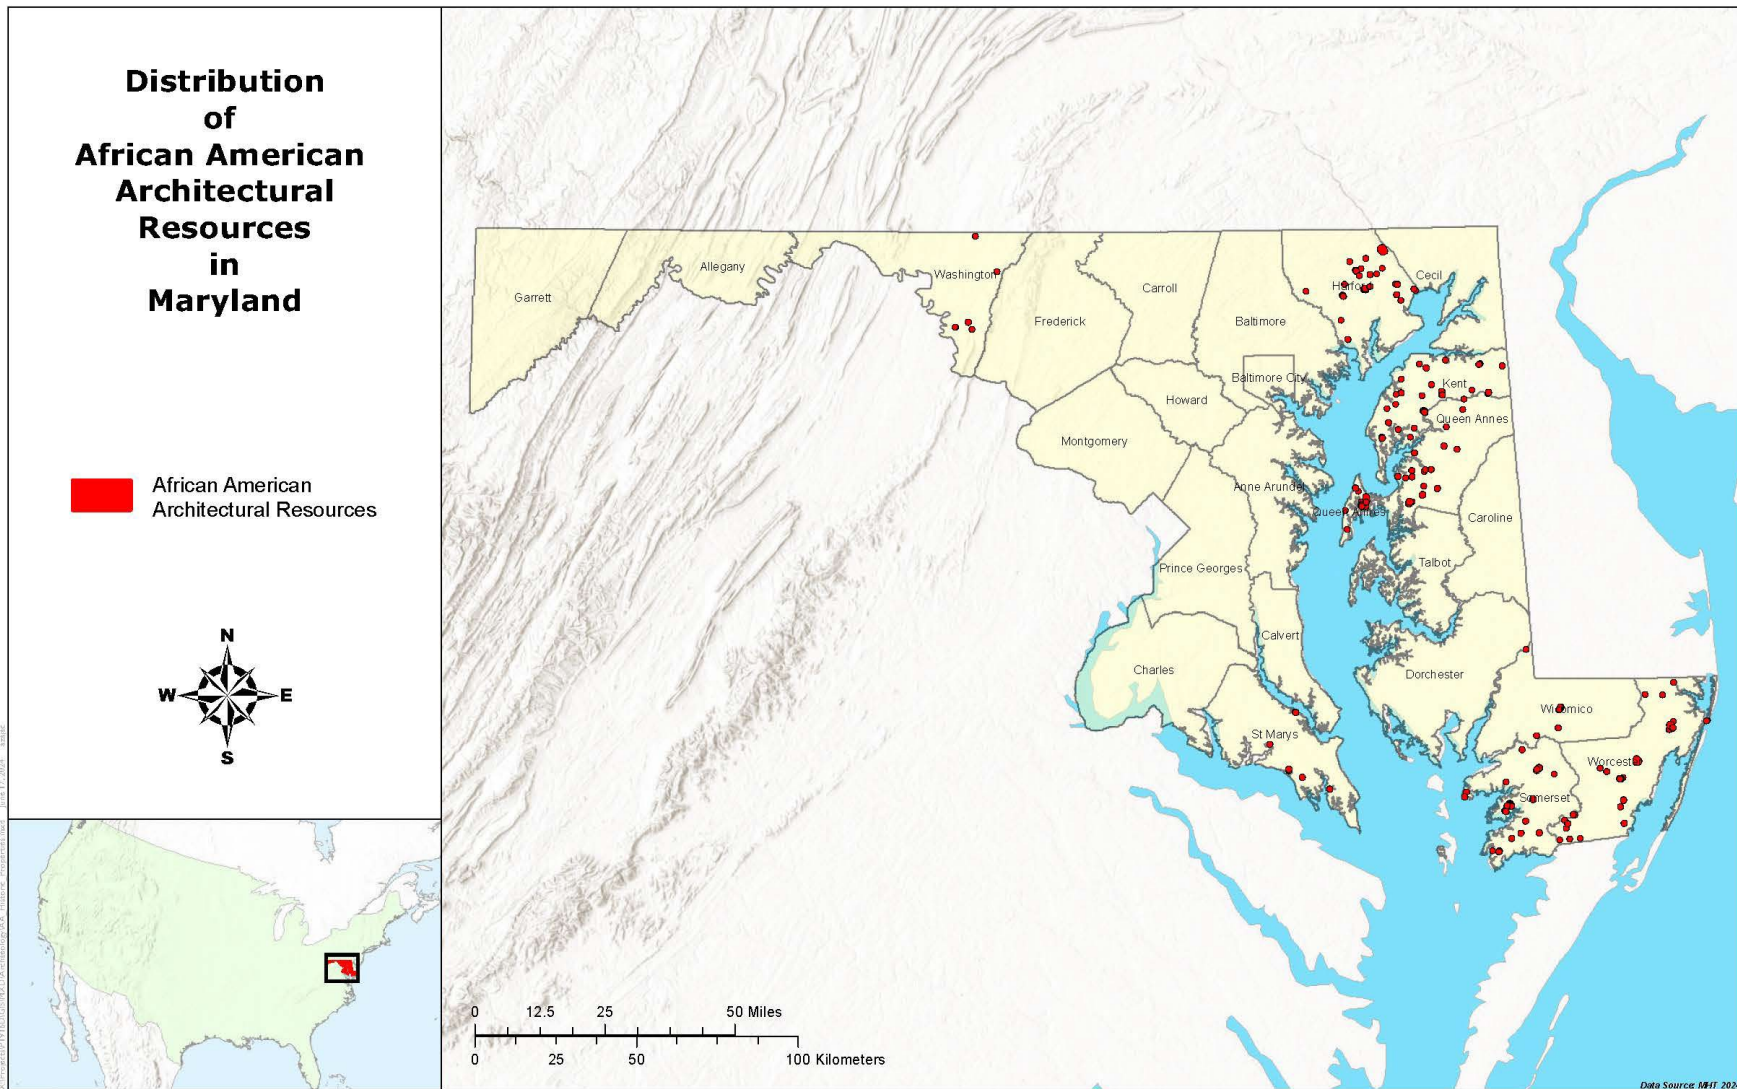 Distribution
of
African American
Architectural
Resources
in
Maryland
African American
Architectural Resources
N
W
E
S
Garrett
Allegany
Washington
Frederick
Carroll
Baltimore
Harford
Cecil
Baltimore City
Howard
Montgomery
Kent
Queen Annes
Anne Arundel
Queen Annes
Caroline
Talbot
Prince Georges
Calvert
Charles
Dorchester
St Marys
Wicomico
Worcester
Somerset
0 12.5 25 50 Miles
0 25 50 100 Kilometers
Data Source: MHT 202